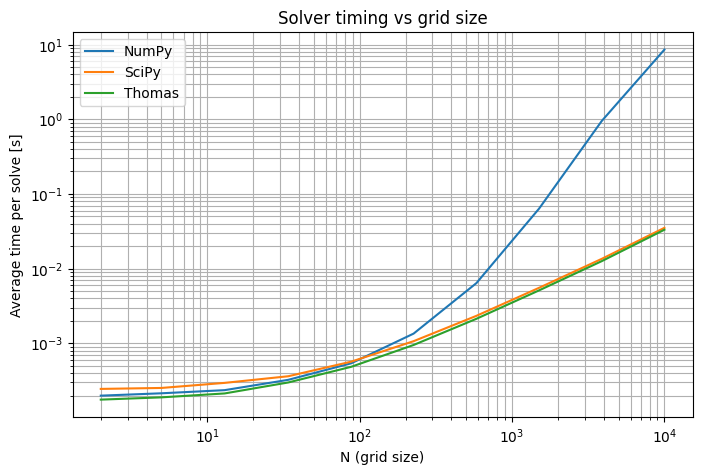 Solver timing vs grid size
NumPy
SciPy
Thomas
Average time per solve [s]
10¹
10⁰
10⁻¹
10⁻²
10⁻³
10¹
10²
10³
10⁴
N (grid size)